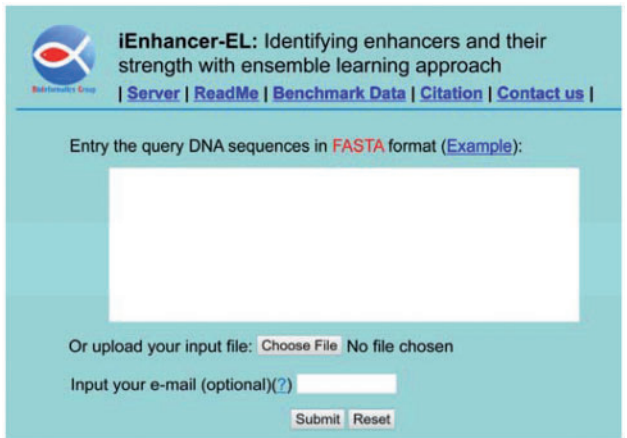 iEnhancer-EL: Identifying enhancers and their
strength with ensemble learning approach
| Server | ReadMe | Benchmark Data | Citation | Contact us |
Bioinformatics Group
Entry the query DNA sequences in FASTA format (Example):
Or upload your input file: Choose File No file chosen
Input your e-mail (optional)(?)
Submit Reset